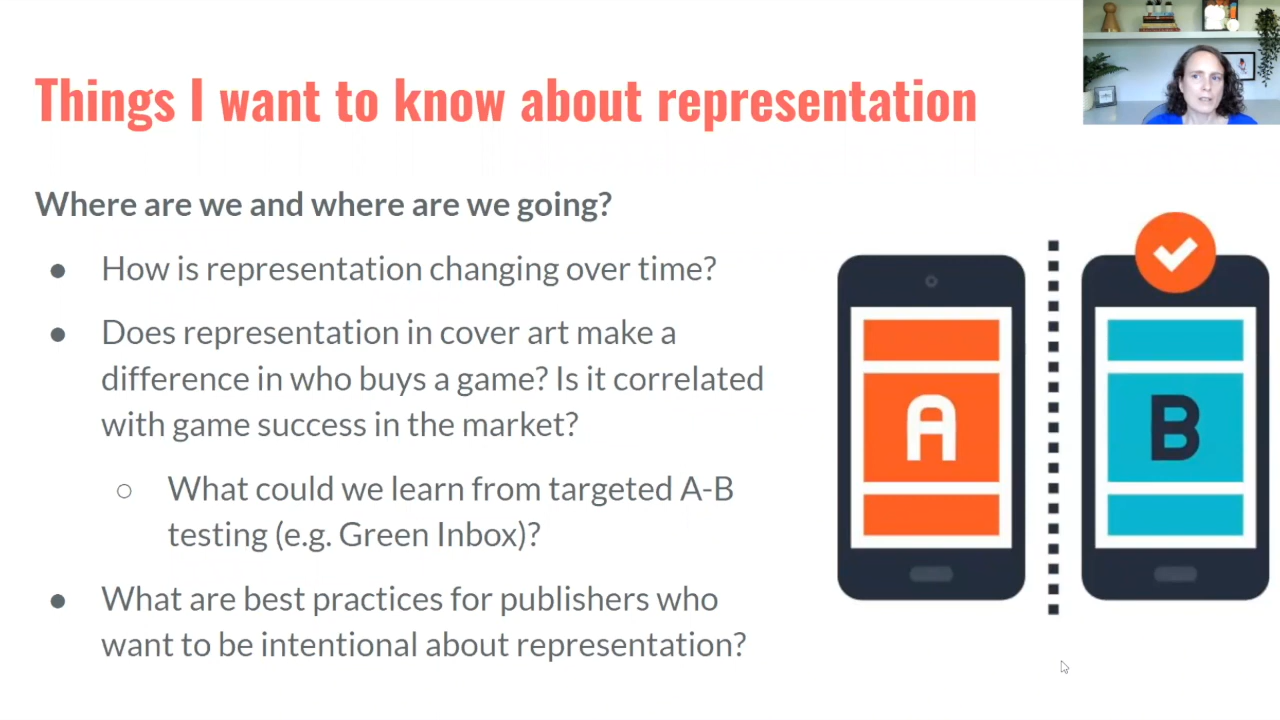 Things I want to know about representation
Where are we and where are we going?
● How is representation changing over time?
● Does representation in cover art make a
difference in who buys a game? Is it correlated
with game success in the market?
○ What could we learn from targeted A-B
testing (e.g. Green Inbox)?
● What are best practices for publishers who
want to be intentional about representation?
A
B